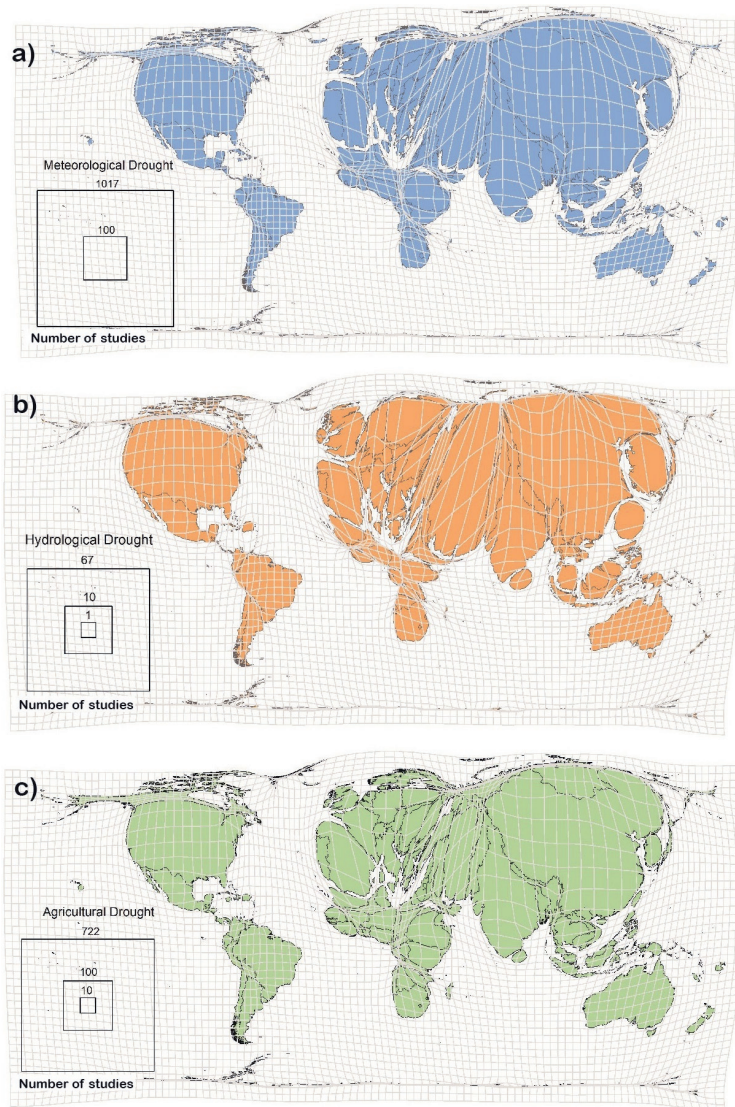 a)
Meteorological Drought
1017
100
Number of studies
b)
Hydrological Drought
67
10
1
Number of studies
c)
Agricultural Drought
722
100
10
Number of studies